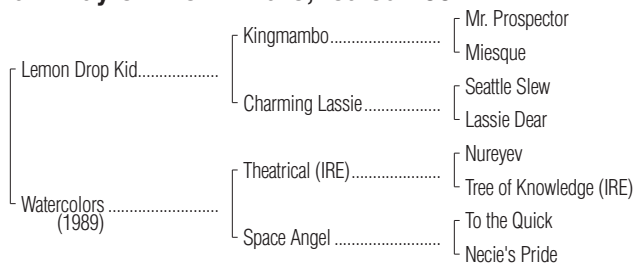 Kingmambo.................... Mr. Prospector
Miesque
Lemon Drop Kid...................
Charming Lassie................... Seattle Slew
Lassie Dear
Theatrical (IRE)..................... Nureyev
Tree of Knowledge (IRE)
Watercolors ..........................
(1989)
Space Angel ......................... To the Quick
Necie's Pride